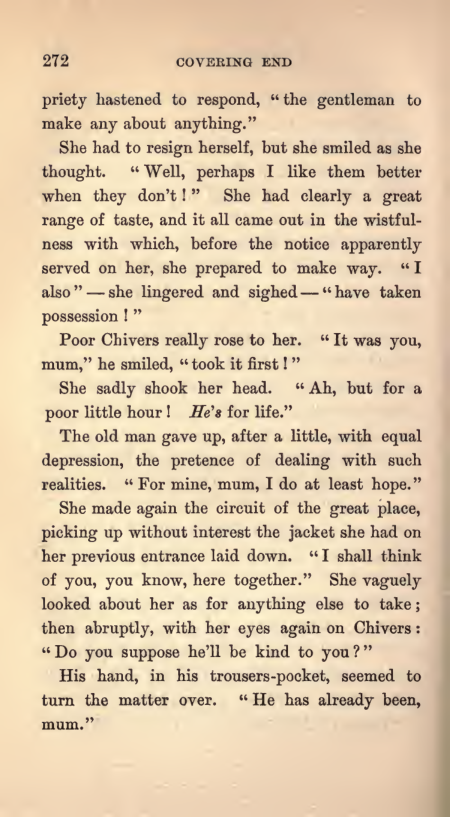 272 COVERING END
priety hastened to respond, “the gentleman to
make any about anything.”
She had to resign herself, but she smiled as she
thought. “Well, perhaps I like them better
when they don't!” She had clearly a great
range of taste, and it all came out in the wistful-
ness with which, before the notice apparently
served on her, she prepared to make way. “I
also” — she lingered and sighed — “have taken
possession!”
Poor Chivers really rose to her. “It was you,
mum,” he smiled, “took it first!”
She sadly shook her head. “Ah, but for a
poor little hour! He's for life.”
The old man gave up, after a little, with equal
depression, the pretence of dealing with such
realities. “For mine, mum, I do at least hope.”
She made again the circuit of the great place,
picking up without interest the jacket she had on
her previous entrance laid down. “I shall think
of you, you know, here together.” She vaguely
looked about her as for anything else to take;
then abruptly, with her eyes again on Chivers:
“Do you suppose he'll be kind to you?”
His hand, in his trousers-pocket, seemed to
turn the matter over. “He has already been,
mum.”